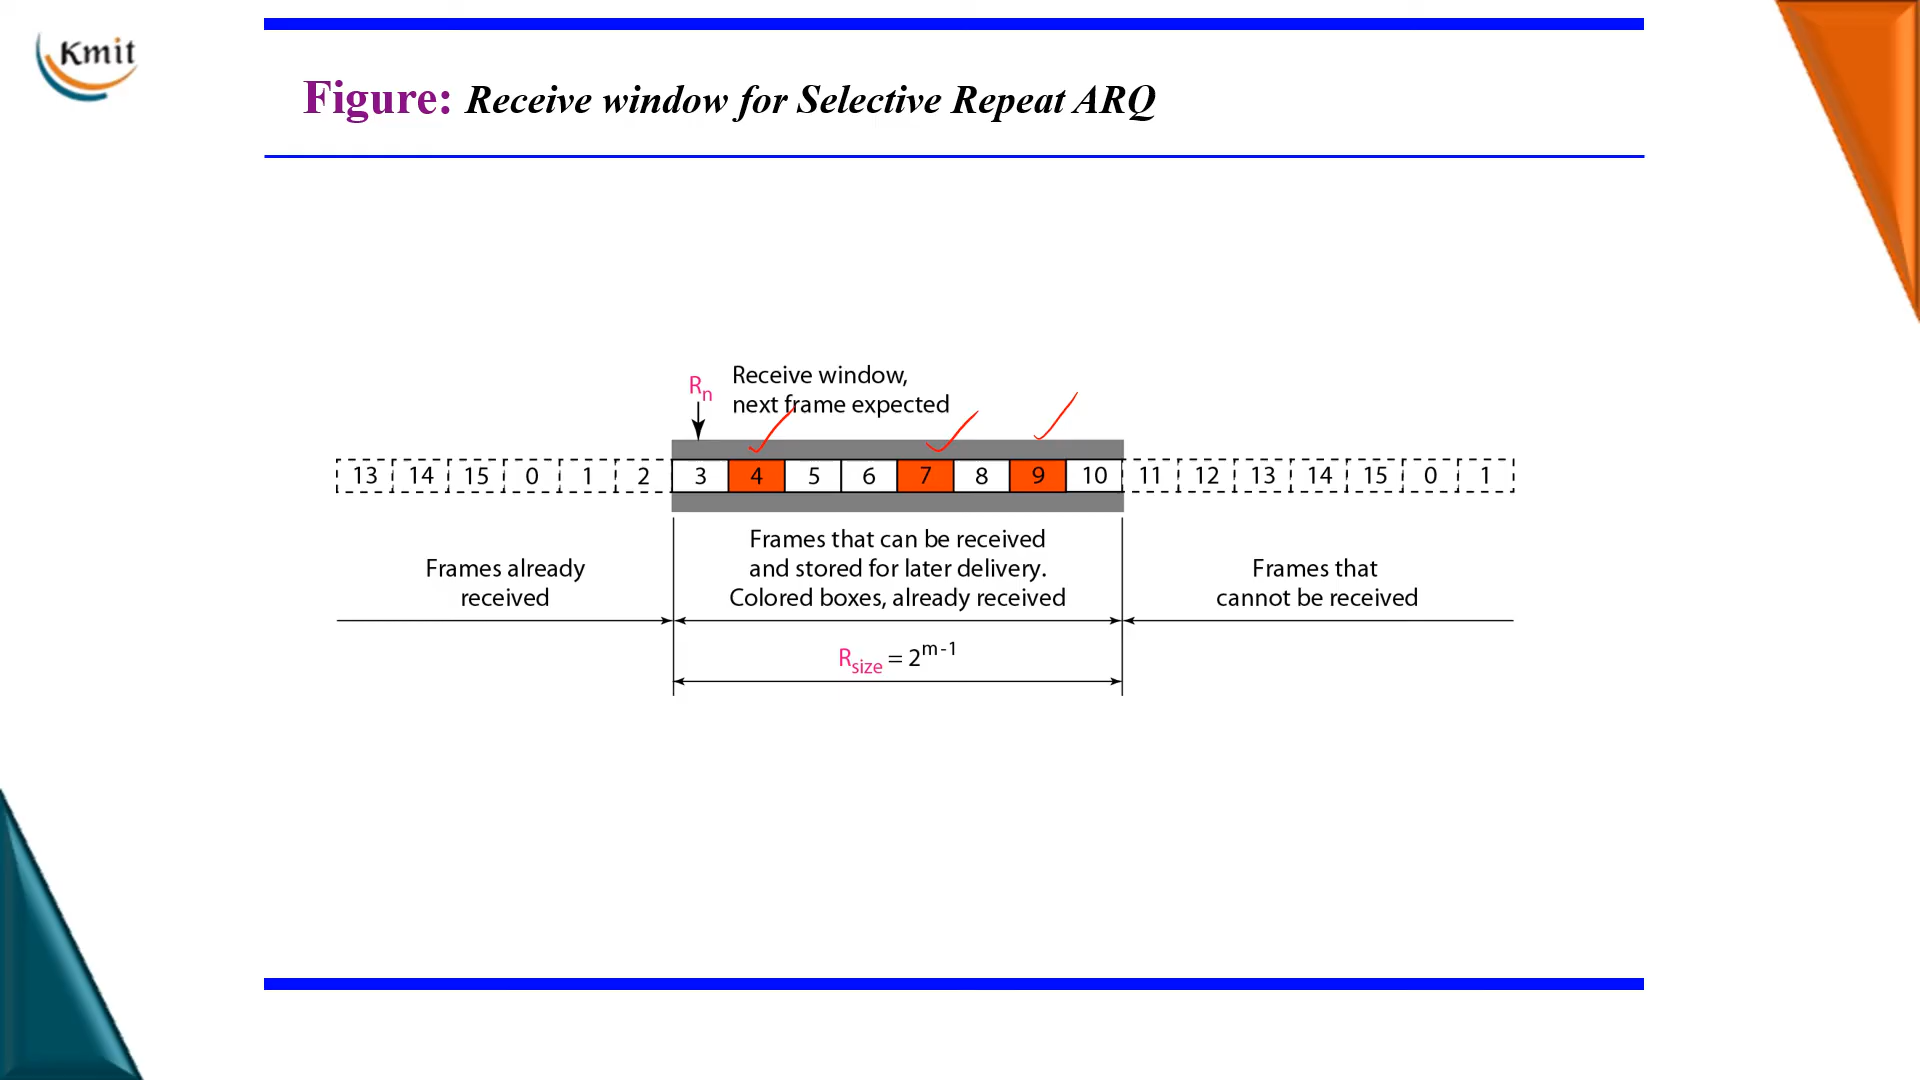 Kmit
Figure: Receive window for Selective Repeat ARQ
Rn Receive window,
next frame expected
13 14 15 0 1 2 3 4 5 6 7 8 9 10 11 12 13 14 15 0 1
Frames already
received
Frames that can be received
and stored for later delivery.
Colored boxes, already received
Frames that
cannot be received
Rsize = 2^m-1